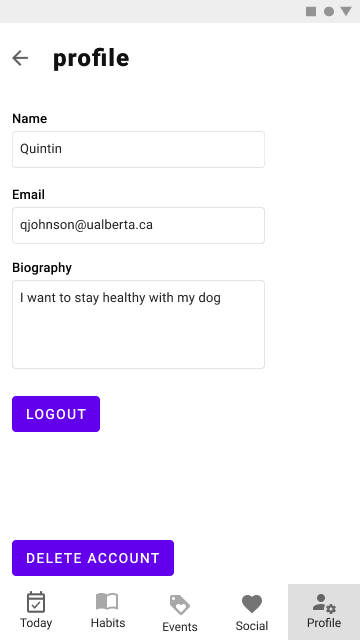 profile
Name
Quintin
Email
qjohnson@ualberta.ca
Biography
I want to stay healthy with my dog
LOGOUT
DELETE ACCOUNT
Today
Habits
Events
Social
Profile